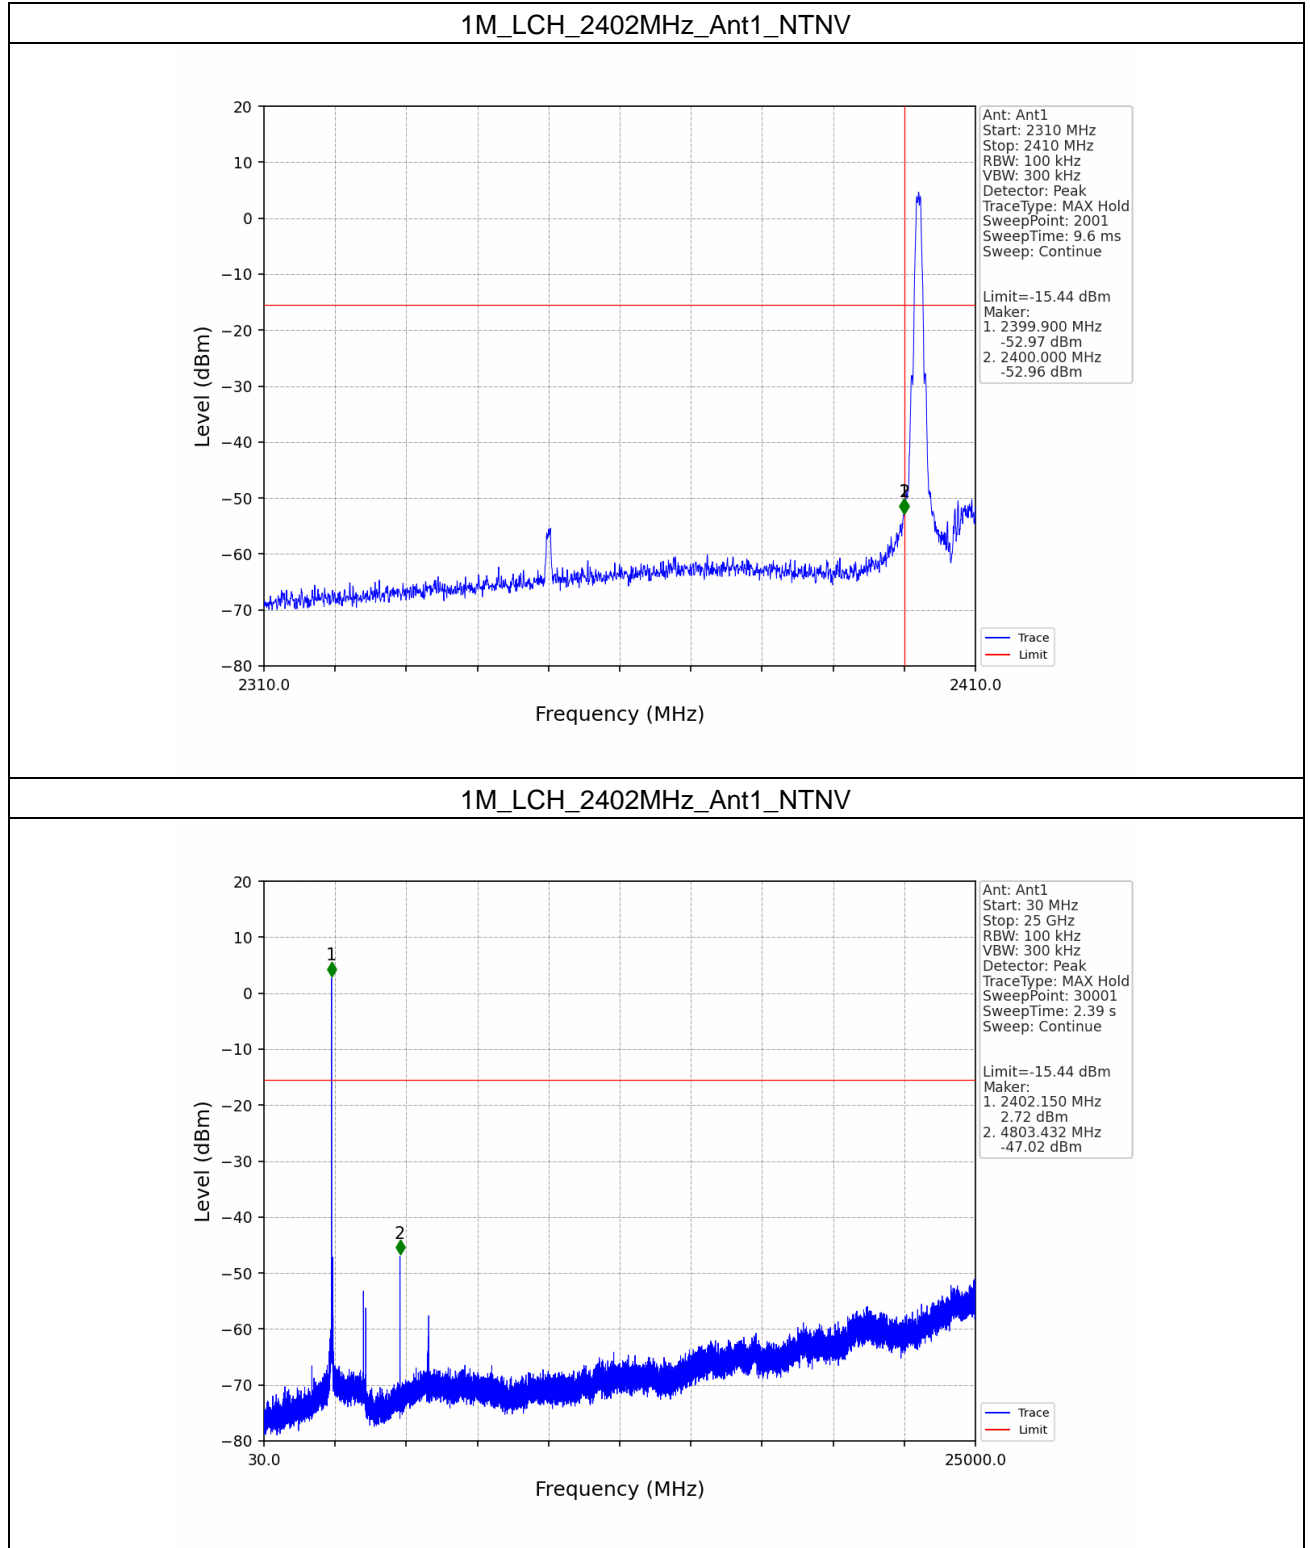 1M_LCH_2402MHz_Ant1_NTNV
20
10
0
−10
−20
−30
−40
−50
−60
−70
−80
Level (dBm)
2310.0
2410.0
Frequency (MHz)
2
Ant: Ant1
Start: 2310 MHz
Stop: 2410 MHz
RBW: 100 kHz
VBW: 300 kHz
Detector: Peak
TraceType: MAX Hold
SweepPoint: 2001
SweepTime: 9.6 ms
Sweep: Continue
Limit=-15.44 dBm
Maker:
1. 2399.900 MHz
-52.97 dBm
2. 2400.000 MHz
-52.96 dBm
Trace
Limit
1M_LCH_2402MHz_Ant1_NTNV
20
10
0
−10
−20
−30
−40
−50
−60
−70
−80
Level (dBm)
30.0
25000.0
Frequency (MHz)
1
2
Ant: Ant1
Start: 30 MHz
Stop: 25 GHz
RBW: 100 kHz
VBW: 300 kHz
Detector: Peak
TraceType: MAX Hold
SweepPoint: 30001
SweepTime: 2.39 s
Sweep: Continue
Limit=-15.44 dBm
Maker:
1. 2402.150 MHz
2.72 dBm
2. 4803.432 MHz
-47.02 dBm
Trace
Limit